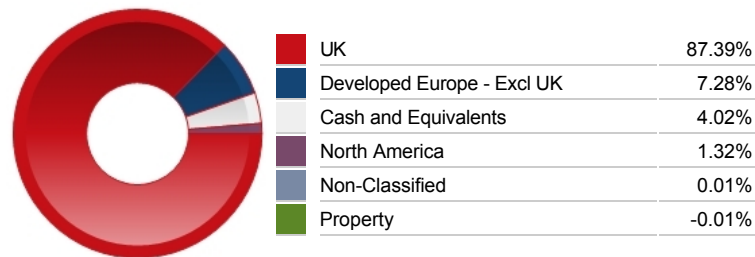 UK 87.39%
Developed Europe - Excl UK 7.28%
Cash and Equivalents 4.02%
North America 1.32%
Non-Classified 0.01%
Property -0.01%